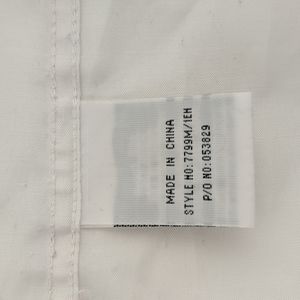 MADE IN CHINA
STYLE NO:7799M/1EH
P/O NO:053829